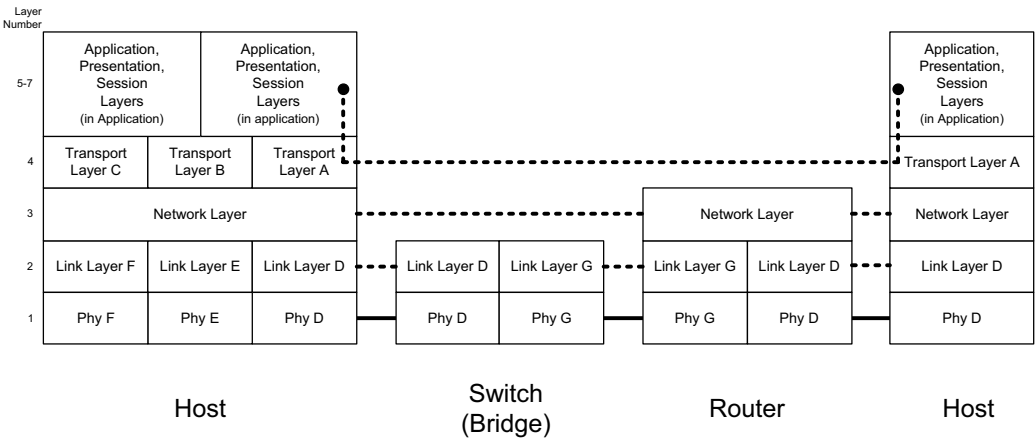 Layer
Number
Application,
Presentation,
Session
Layers
(in Application)
Application,
Presentation,
Session
Layers
(in application)
Application,
Presentation,
Session
Layers
(in Application)
5-7
4
Transport
Layer C
Transport
Layer B
Transport
Layer A
Transport Layer A
3
Network Layer
Network Layer
Network Layer
2
Link Layer F
Link Layer E
Link Layer D
Link Layer D
Link Layer G
Link Layer G
Link Layer D
Link Layer D
1
Phy F
Phy E
Phy D
Phy D
Phy G
Phy G
Phy D
Phy D
Host
Switch
(Bridge)
Router
Host